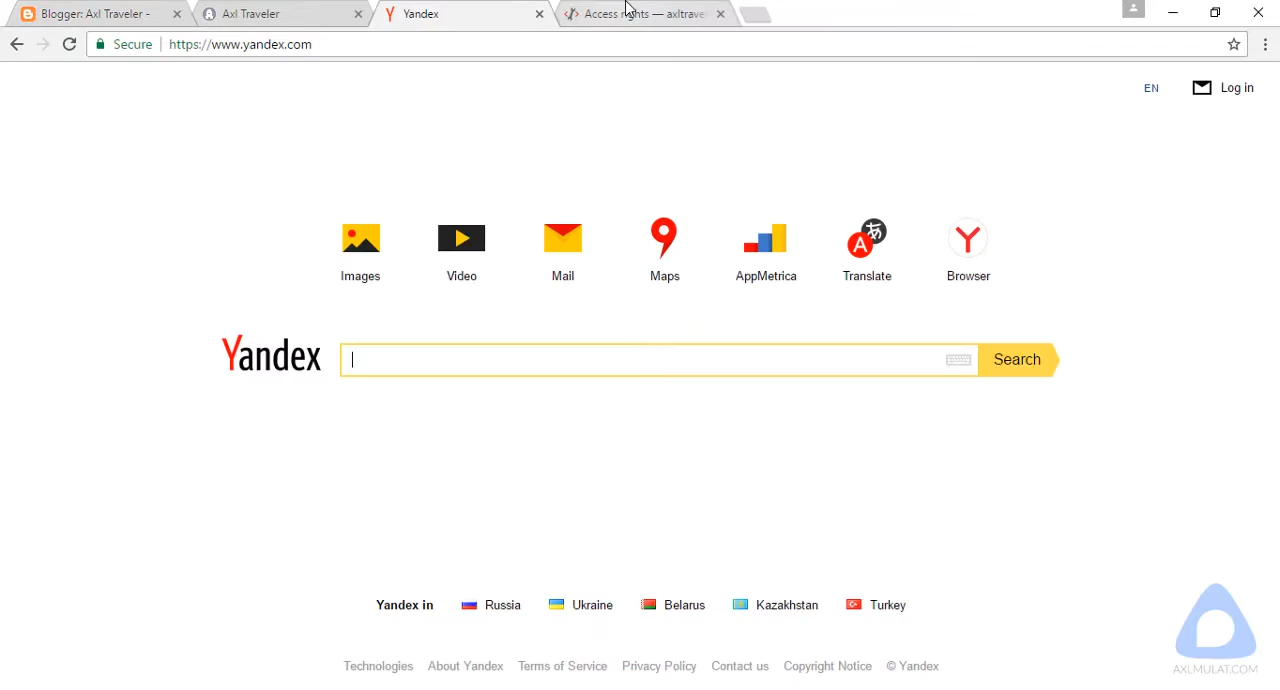 Blogger: Axl Traveler -
Axl Traveler
Yandex
Access rights — axltravel
Secure
https://www.yandex.com
EN
Log in
Images
Video
Mail
Maps
AppMetrica
Translate
Browser
Yandex
Search
Yandex in
Russia
Ukraine
Belarus
Kazakhstan
Turkey
Technologies
About Yandex
Terms of Service
Privacy Policy
Contact us
Copyright Notice
© Yandex
AXLMULAT.COM